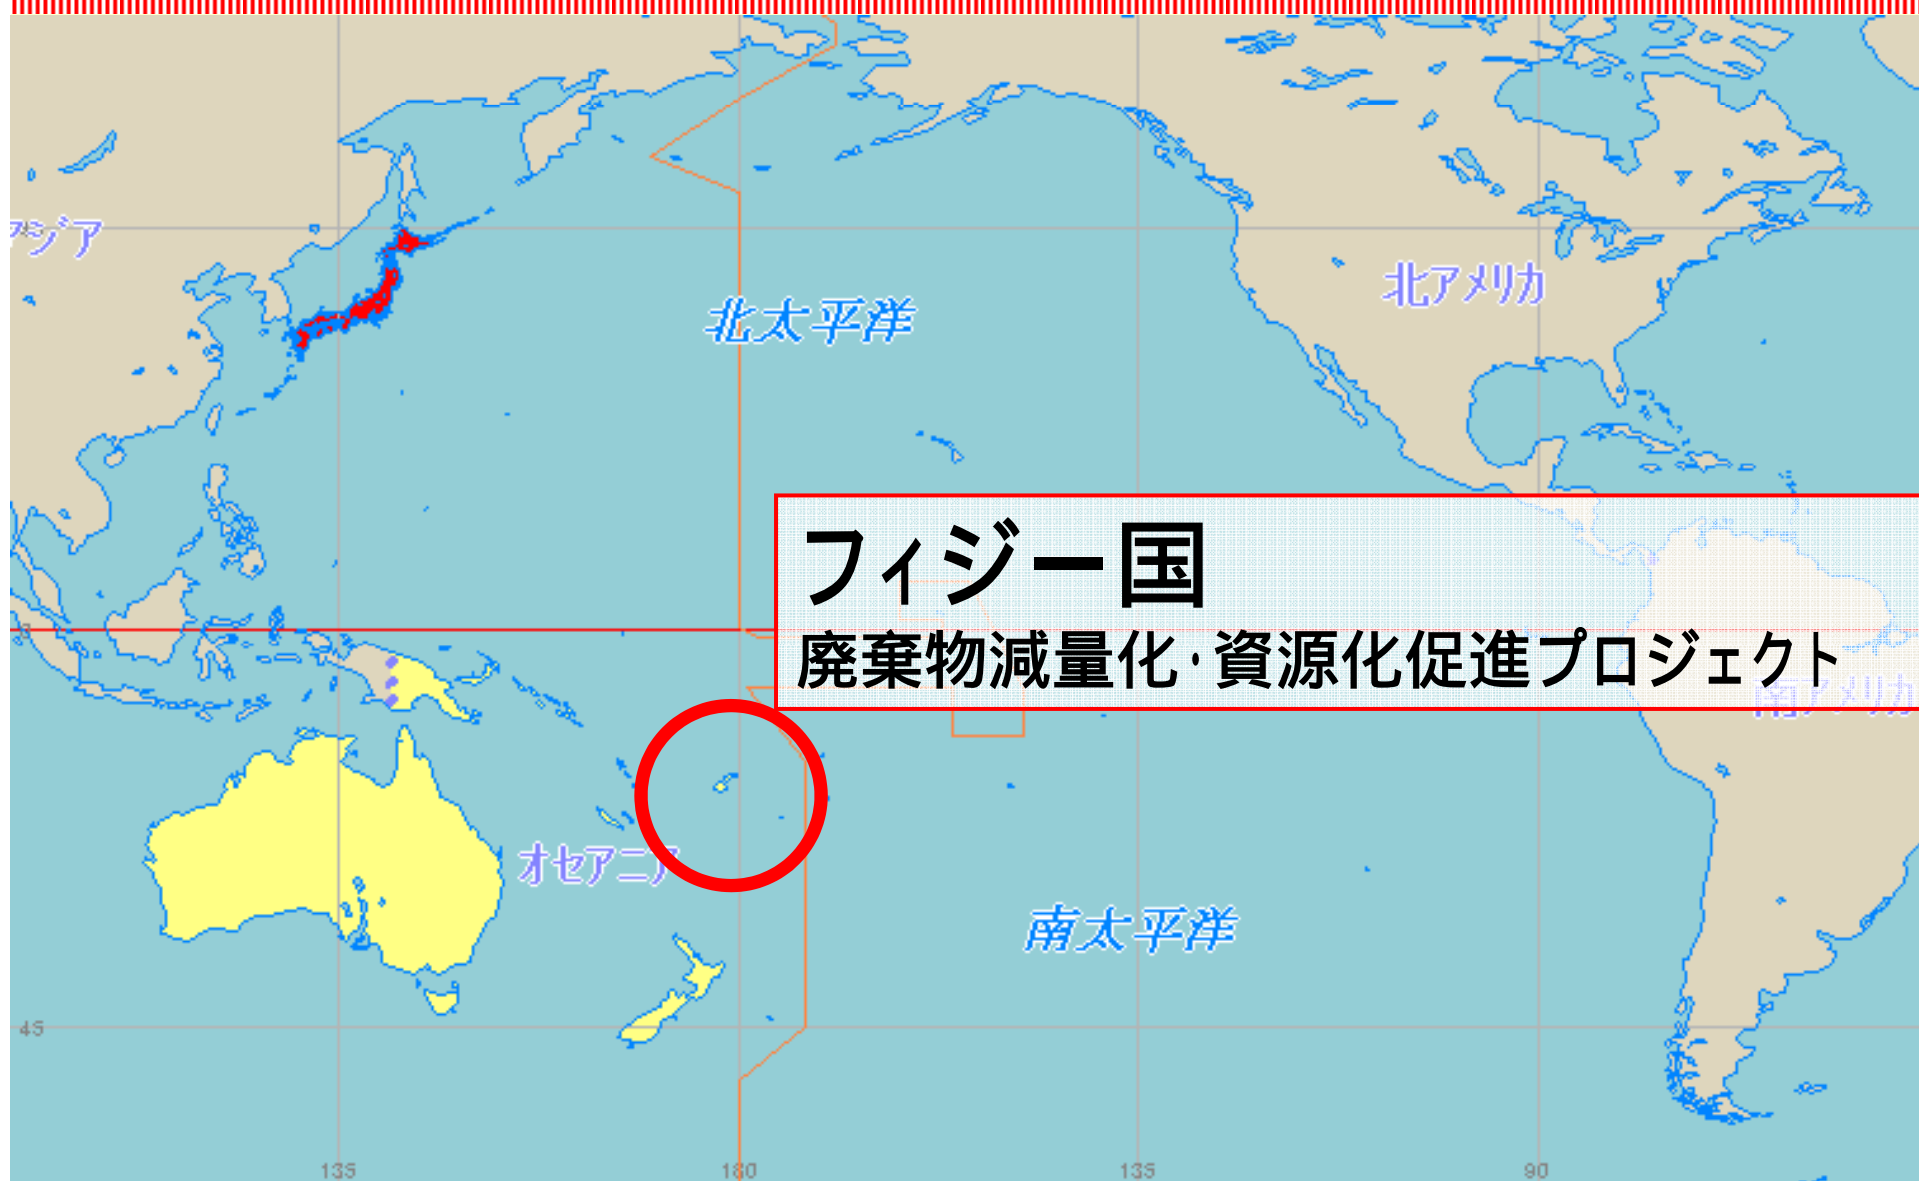 アジア
北太平洋
北アメリカ
フィジー国
廃棄物減量化・資源化促進プロジェクト
南アメリカ
オセアニア
南太平洋
45
135
180
135
90